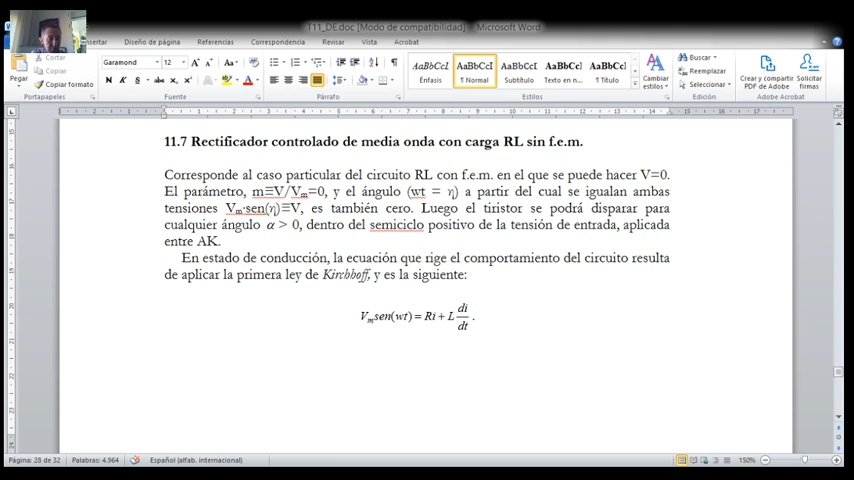 T11_DE.doc [Modo de compatibilidad] - Microsoft Word
Insertar Diseño de página Referencias Correspondencia Revisar Vista Acrobat
Pegar
Cortar
Copiar
Copiar formato
Portapapeles
Garamond 12
N K S abc x₂ x² A
Fuente
Párrafo
AaBbCcI AaBbCcI AaBbCcI AaBbCcI AaBbCcI
Énfasis ¶ Normal Subtítulo Texto en n... ¶ Título
Cambiar estilos
Estilos
Buscar
Reemplazar
Seleccionar
Edición
Crear y compartir PDF de Adobe
Solicitar firmas
Adobe Acrobat
11.7 Rectificador controlado de media onda con carga RL sin f.e.m.
Corresponde al caso particular del circuito RL con f.e.m. en el que se puede hacer V=0.
El parámetro, m≡V/Vₘ=0, y el ángulo (wt = η) a partir del cual se igualan ambas
tensiones Vₘ·sen(η)≡V, es también cero. Luego el tiristor se podrá disparar para
cualquier ángulo α > 0, dentro del semiciclo positivo de la tensión de entrada, aplicada
entre AK.
En estado de conducción, la ecuación que rige el comportamiento del circuito resulta
de aplicar la primera ley de Kirchhoff, y es la siguiente:
Vₘsen(wt) = Ri + L di/dt .
Página: 28 de 32 Palabras: 4.964 Español (alfab. internacional) 150%